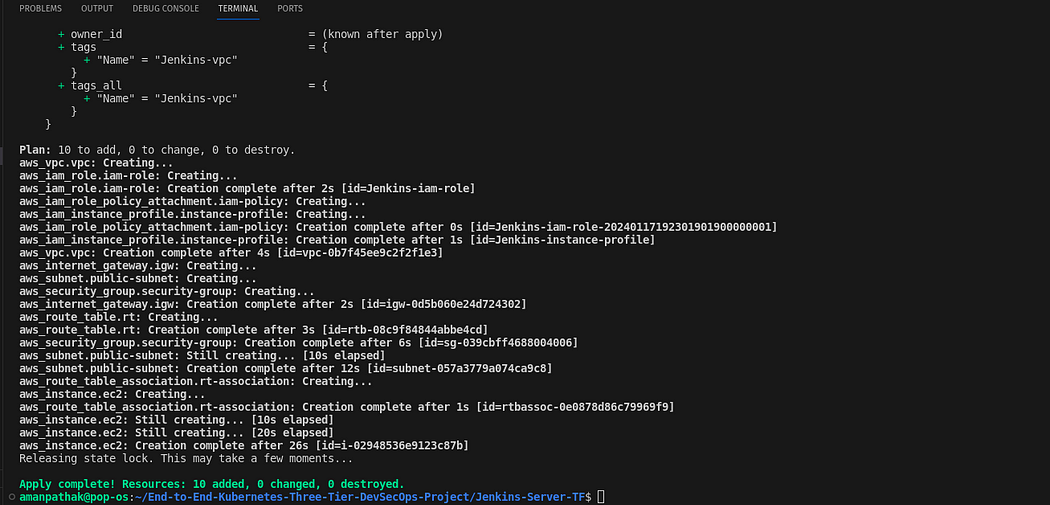 PROBLEMS OUTPUT DEBUG CONSOLE TERMINAL PORTS
+ owner_id = (known after apply)
+ tags = {
+ "Name" = "Jenkins-vpc"
}
+ tags_all = {
+ "Name" = "Jenkins-vpc"
}
}
Plan: 10 to add, 0 to change, 0 to destroy.
aws_vpc.vpc: Creating...
aws_iam_role.iam-role: Creating...
aws_iam_role.iam-role: Creation complete after 2s [id=Jenkins-iam-role]
aws_iam_role_policy_attachment.iam-policy: Creating...
aws_iam_instance_profile.instance-profile: Creating...
aws_iam_role_policy_attachment.iam-policy: Creation complete after 0s [id=Jenkins-iam-role-20240117192301901900000001]
aws_iam_instance_profile.instance-profile: Creation complete after 1s [id=Jenkins-instance-profile]
aws_vpc.vpc: Creation complete after 4s [id=vpc-0b7f45ee9c2f2f1e3]
aws_internet_gateway.igw: Creating...
aws_subnet.public-subnet: Creating...
aws_security_group.security-group: Creating...
aws_internet_gateway.igw: Creation complete after 2s [id=igw-0d5b060e24d724302]
aws_route_table.rt: Creating...
aws_route_table.rt: Creation complete after 3s [id=rtb-08c9f84844abbe4cd]
aws_security_group.security-group: Creation complete after 6s [id=sg-039cbff4688004006]
aws_subnet.public-subnet: Still creating... [10s elapsed]
aws_subnet.public-subnet: Creation complete after 12s [id=subnet-057a3779a074ca9c8]
aws_route_table_association.rt-association: Creating...
aws_instance.ec2: Creating...
aws_route_table_association.rt-association: Creation complete after 1s [id=rtbassoc-0e0878d86c79969f9]
aws_instance.ec2: Still creating... [10s elapsed]
aws_instance.ec2: Still creating... [20s elapsed]
aws_instance.ec2: Creation complete after 26s [id=i-02948536e9123c87b]
Releasing state lock. This may take a few moments...
Apply complete! Resources: 10 added, 0 changed, 0 destroyed.
amanpathak@pop-os:~/End-to-End-Kubernetes-Three-Tier-DevSecOps-Project/Jenkins-Server-TF$